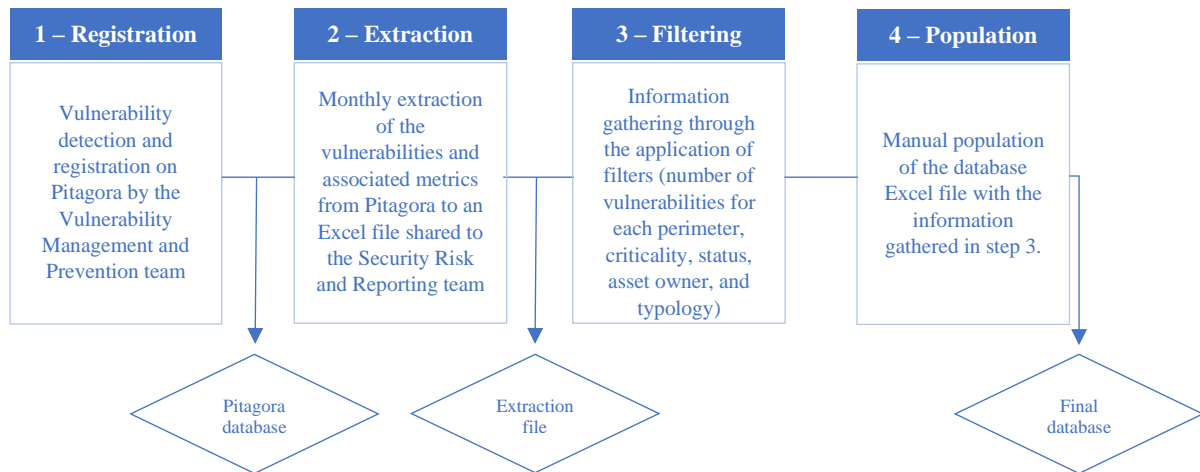 1 – Registration
Vulnerability
detection and
registration on
Pitagora by the
Vulnerability
Management and
Prevention team
2 – Extraction
Monthly extraction
of the
vulnerabilities and
associated metrics
from Pitagora to an
Excel file shared to
the Security Risk
and Reporting team
3 – Filtering
Information
gathering through
the application of
filters (number of
vulnerabilities for
each perimeter,
criticality, status,
asset owner, and
typology)
4 – Population
Manual population
of the database
Excel file with the
information
gathered in step 3.
Pitagora
database
Extraction
file
Final
database